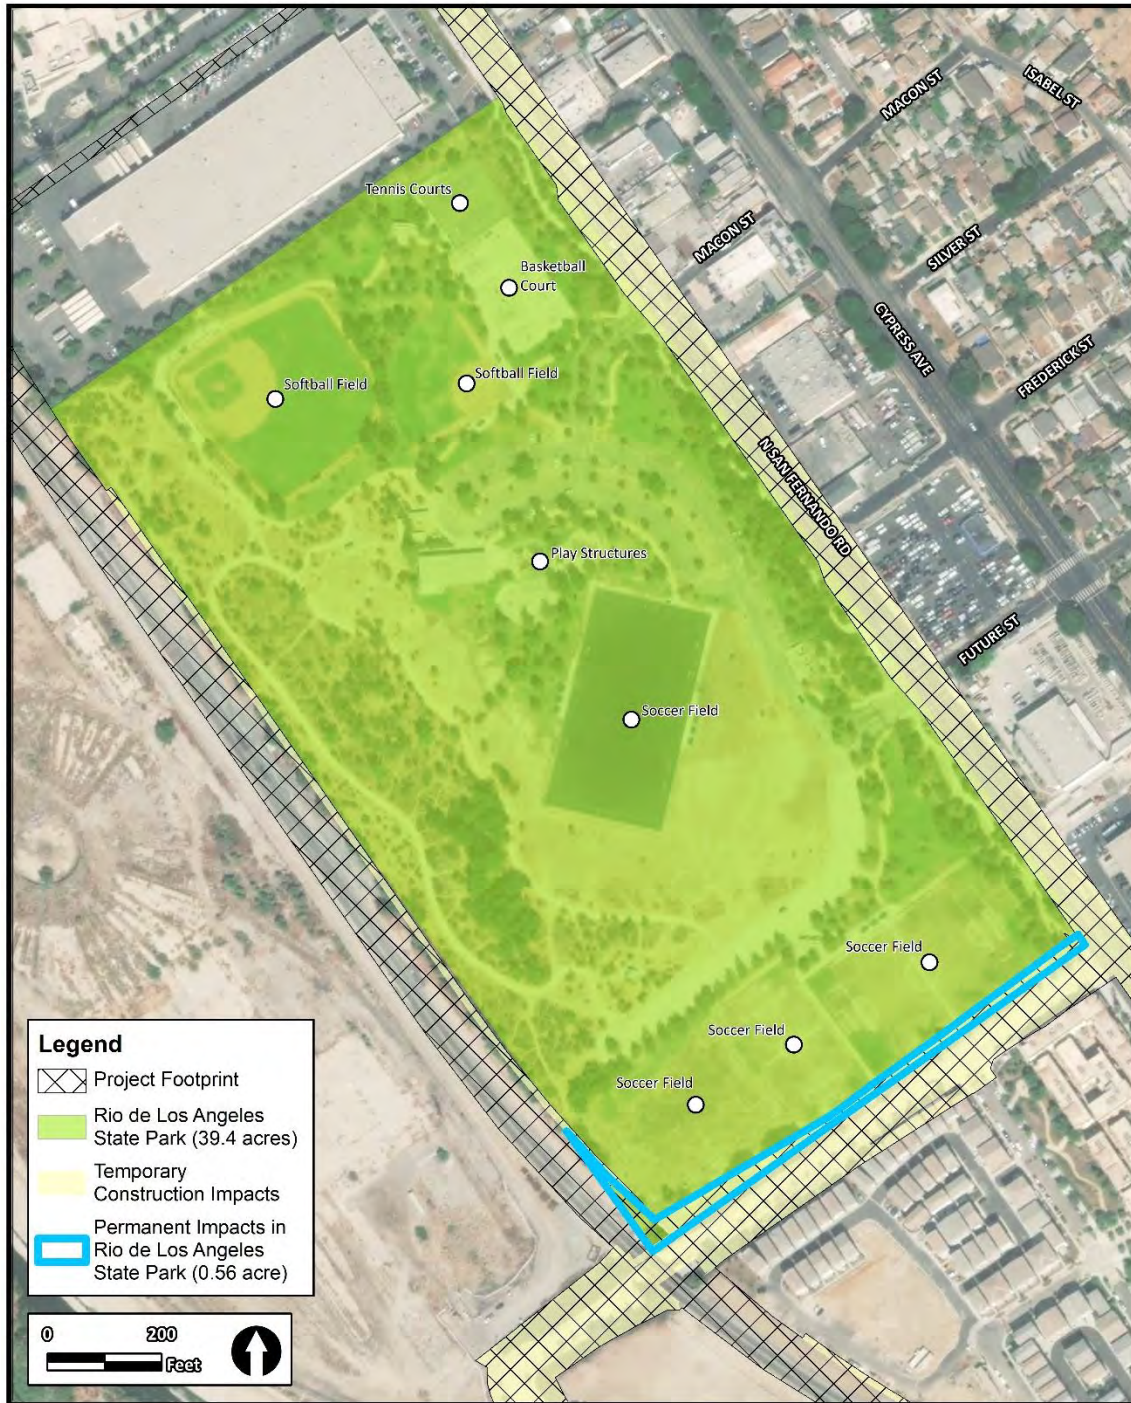 ISABEL ST
MACON ST
Tennis Courts
MACON ST
SILVER ST
Basketball
Court
CYPRESS AVE
FREDERICK ST
Softball Field
Softball Field
N SAN FERNANDO RD
Play Structures
FUTURE ST
Soccer Field
Soccer Field
Soccer Field
Soccer Field
Legend
Project Footprint
Rio de Los Angeles
State Park (39.4 acres)
Temporary
Construction Impacts
Permanent Impacts in
Rio de Los Angeles
State Park (0.56 acre)
0 200
Feet